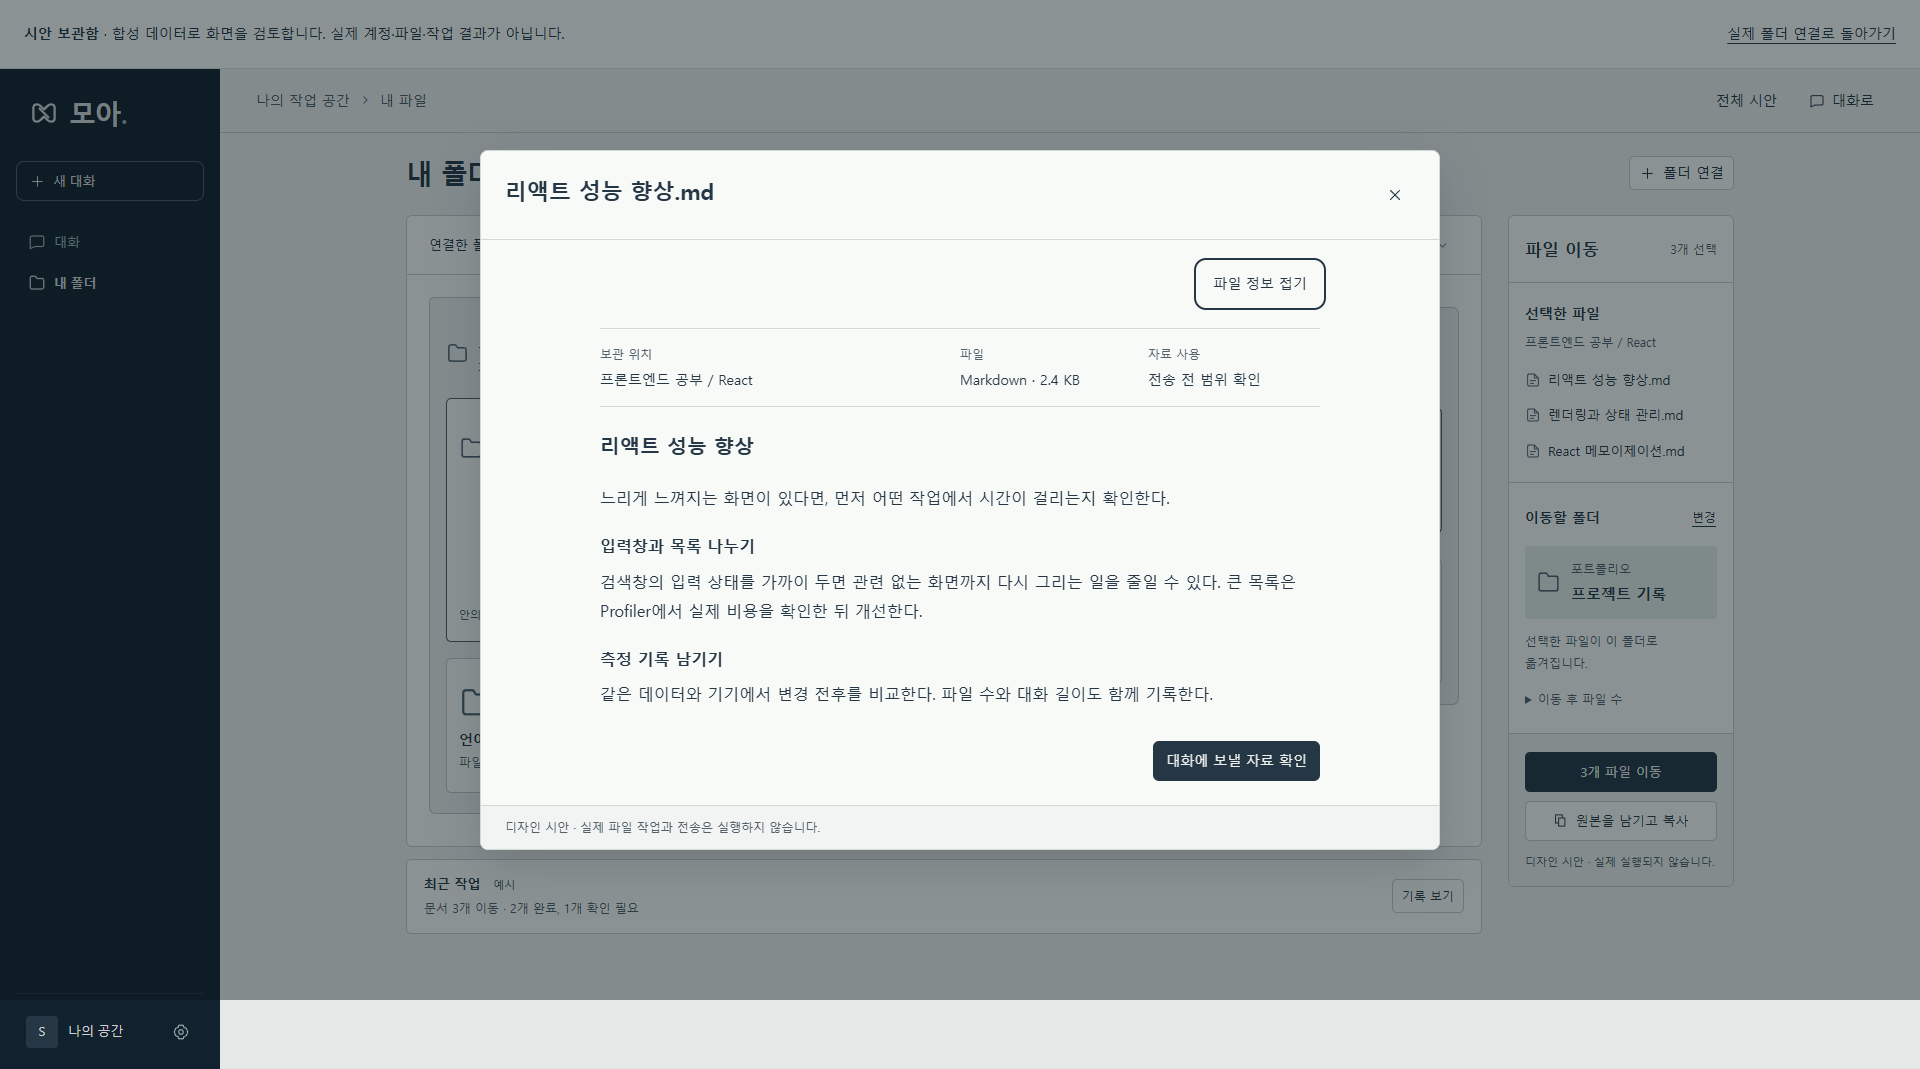 시안 보관함 · 합성 데이터로 화면을 검토합니다. 실제 계정·파일·작업 결과가 아닙니다.
실제 폴더 연결로 돌아가기
모아.
새 대화
대화
내 폴더
S 나의 공간
나의 작업 공간 > 내 파일
전체 시안
대화로
내
폴더 연결
연결한
안의
파일
리액트 성능 향상.md
파일 정보 접기
보관 위치
프론트엔드 공부 / React
파일
Markdown · 2.4 KB
자료 사용
전송 전 범위 확인
리액트 성능 향상
느리게 느껴지는 화면이 있다면, 먼저 어떤 작업에서 시간이 걸리는지 확인한다.
입력창과 목록 나누기
검색창의 입력 상태를 가까이 두면 관련 없는 화면까지 다시 그리는 일을 줄일 수 있다. 큰 목록은
Profiler에서 실제 비용을 확인한 뒤 개선한다.
측정 기록 남기기
같은 데이터와 기기에서 변경 전후를 비교한다. 파일 수와 대화 길이도 함께 기록한다.
대화에 보낼 자료 확인
디자인 시안 · 실제 파일 작업과 전송은 실행하지 않습니다.
최근 작업 예시
문서 3개 이동 · 2개 완료, 1개 확인 필요
기록 보기
파일 이동
3개 선택
선택한 파일
프론트엔드 공부 / React
리액트 성능 향상.md
렌더링과 상태 관리.md
React 메모이제이션.md
이동할 폴더
변경
포트폴리오
프로젝트 기록
선택한 파일이 이 폴더로
옮겨집니다.
▶ 이동 후 파일 수
3개 파일 이동
원본을 남기고 복사
디자인 시안 · 실제 실행되지 않습니다.